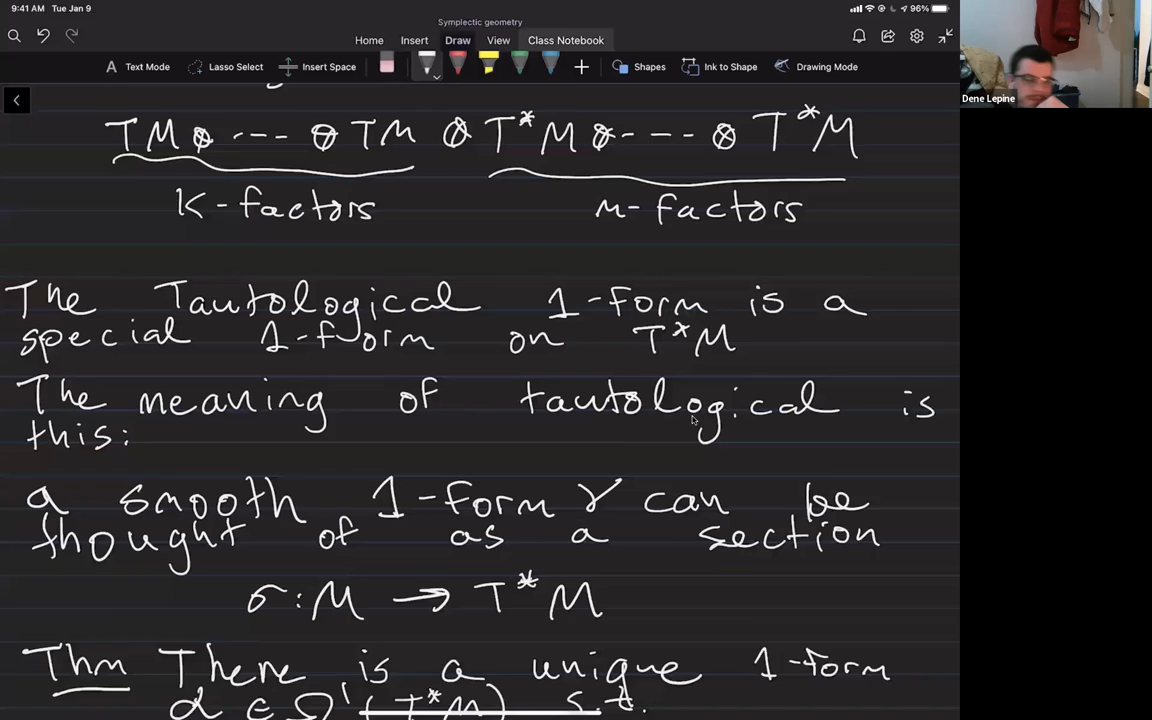 9:41 AM Tue Jan 9
96%
Symplectic geometry
Home Insert Draw View Class Notebook
Text Mode Lasso Select Insert Space Shapes Ink to Shape Drawing Mode
Dene Lepine
TM⊗---⊗TM⊗T*M⊗---⊗T*M
K-factors m-factors
The Tautological 1-form is a
special 1-form on T*M
The meaning of tautological is
this:
a smooth 1-form γ can be
thought of as a section
σ: M → T*M
Thm There is a unique 1-form
α ∈ Ω¹(T*M) s.t.